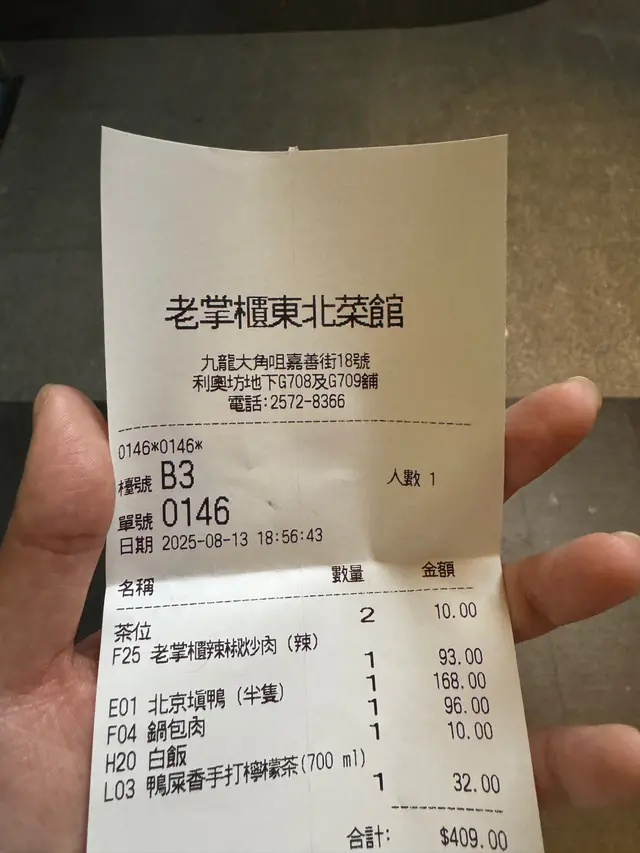 老掌櫃東北菜館
九龍大角咀嘉善街18號
利奧坊地下G708及G709舖
電話:2572-8366
0146*0146*
檯號 B3 人數 1
單號 0146
日期 2025-08-13 18:56:43
名稱 數量 金額
茶位 2 10.00
F25 老掌櫃辣椒炒肉 (辣) 1 93.00
E01 北京填鴨 (半隻) 1 168.00
F04 鍋包肉 1 96.00
H20 白飯 1 10.00
L03 鴨屎香手打檸檬茶(700 ml) 1 32.00
合計: $409.00